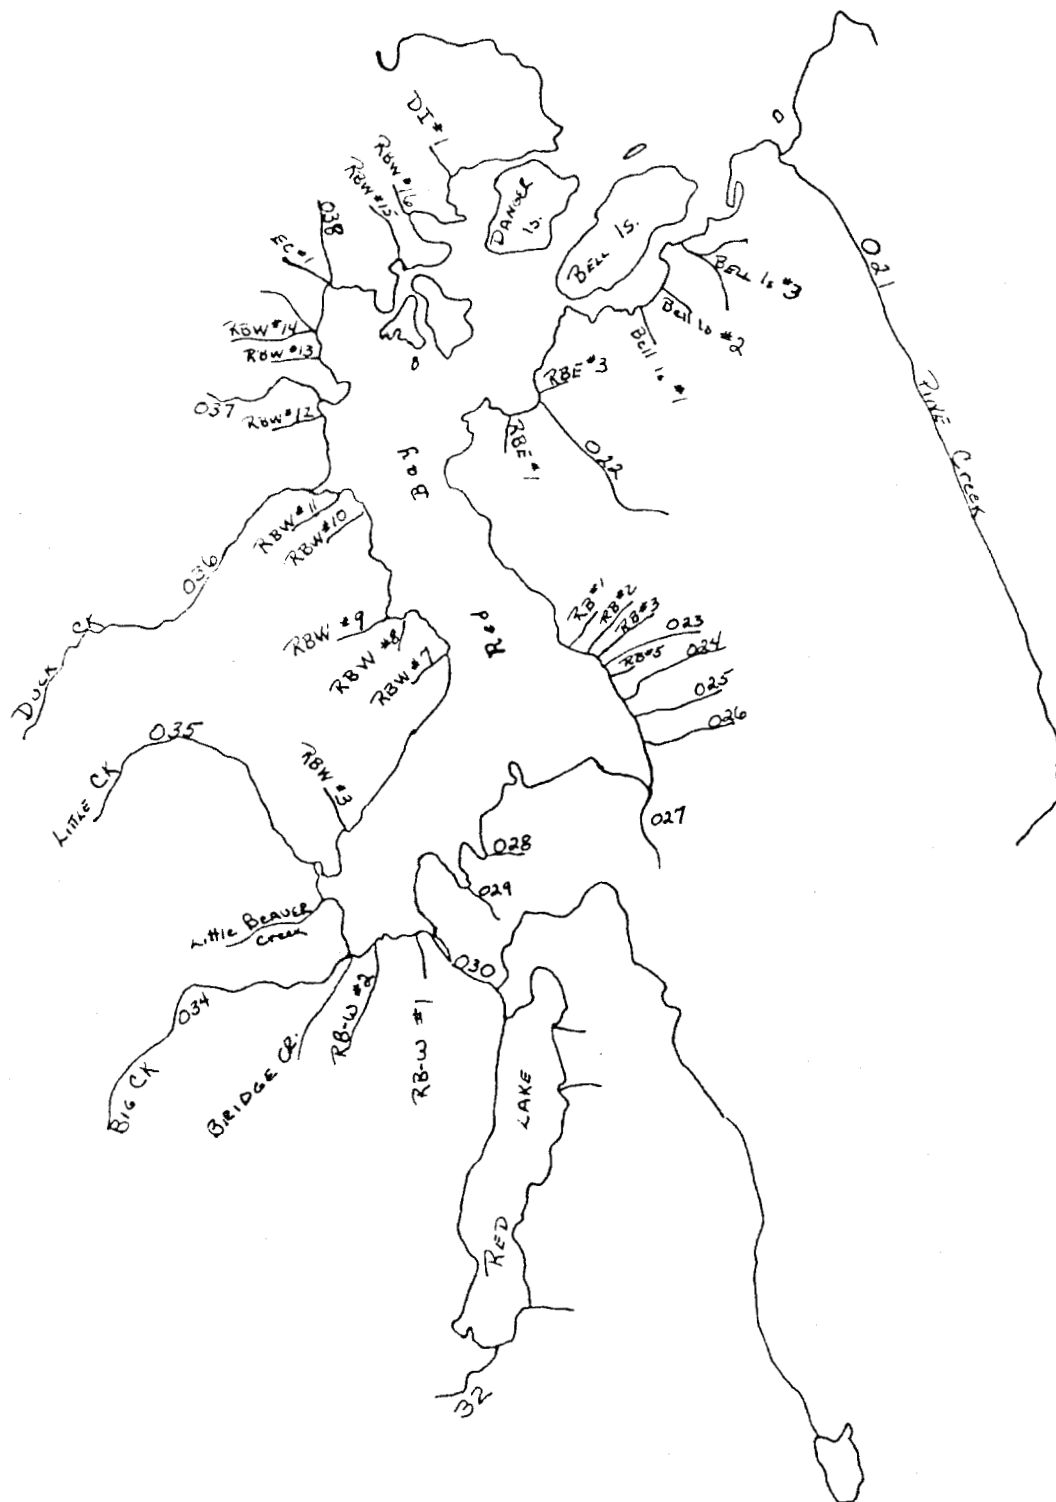 DI #1
RBW #16
RBW #15
038
EC #1
DANGER
IS.
BELL IS.
BELL Is #3
Bell Is #2
Bell Is #1
021
RBW #14
RBW #13
037
RBW #12
RBE #3
RBE #1
022
Creek
Bay
RBW #11
RBW #10
036
DUCK CK
RBW #9
RBW #8
RBW #7
Red
RB #1
RB #2
RB #3
023
RB #5
024
025
026
027
035
LITTLE CK
RBW #3
028
029
Little BEAVER
Creek
030
034
BIG CK
BRIDGE CR.
RB-W #2
RB-W #1
RED LAKE
32